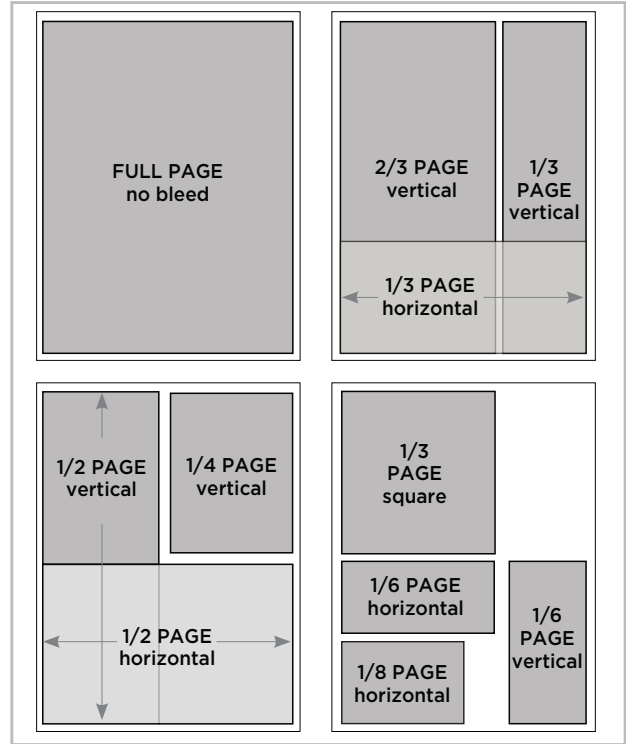 FULL PAGE
no bleed
2/3 PAGE
vertical
1/3
PAGE
vertical
1/3 PAGE
horizontal
1/2 PAGE
vertical
1/4 PAGE
vertical
1/2 PAGE
horizontal
1/3
PAGE
square
1/6 PAGE
horizontal
1/6
PAGE
vertical
1/8 PAGE
horizontal